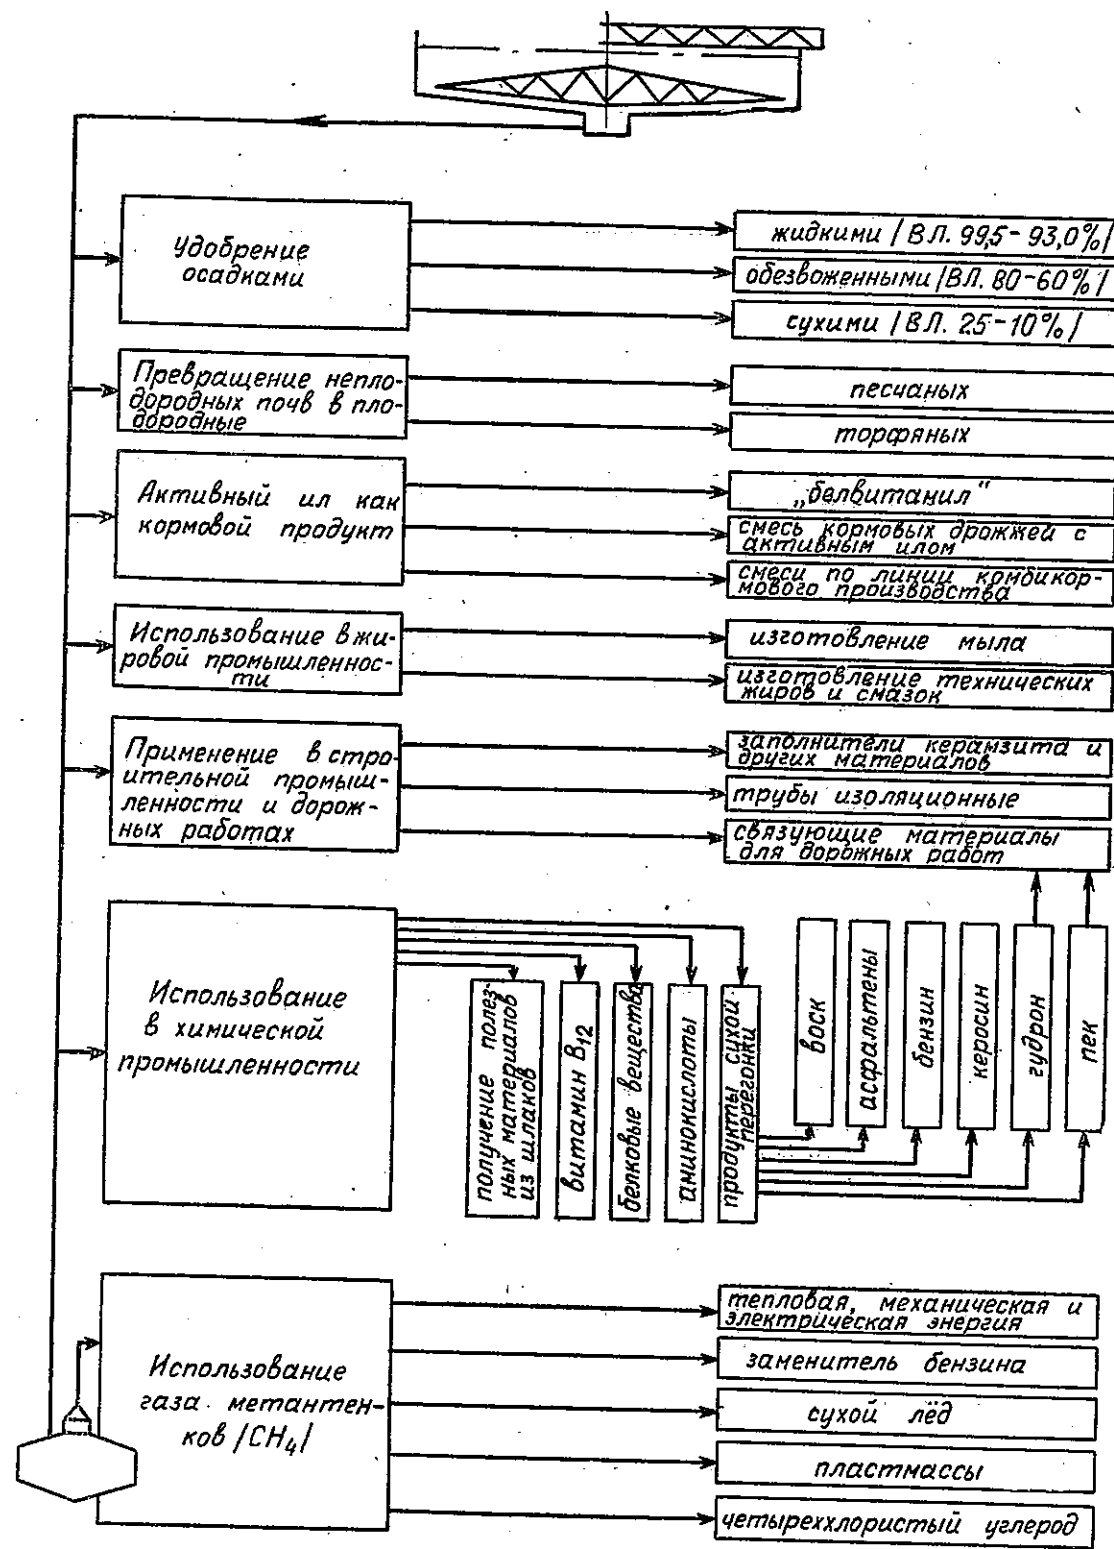 Удобрение
осадками
жидкими /ВЛ. 99,5-93,0%/
обезвоженными /ВЛ. 80-60%/
сухими /ВЛ. 25-10%/
Превращение непло-
дородных почв в пло-
дородные
песчаных
торфяных
Активный ил как
кормовой продукт
„белвитамил"
смесь кормовых дрожжей с
активным илом
смеси по линии комбикор-
мового производства
Использование в жи-
ровой промышленнос-
ти
изготовление мыла
изготовление технических
жиров и смазок
Применение в стро-
ительной промыш-
ленности и дорож-
ных работах
заполнители керамзита и
других материалов
трубы изоляционные
связующие материалы
для дорожных работ
Использование
в химической
промышленности
получение полез-
ных материалов
из шлаков
витамин В12
белковые вещества
аминокислоты
продукты сухой
перегонки
воск
асфальтены
бензин
керосин
гудрон
пек
Использование
газа метантен-
ков /CH4/
тепловая, механическая и
электрическая энергия
заменитель бензина
сухой лёд
пластмассы
четыреххлористый углерод